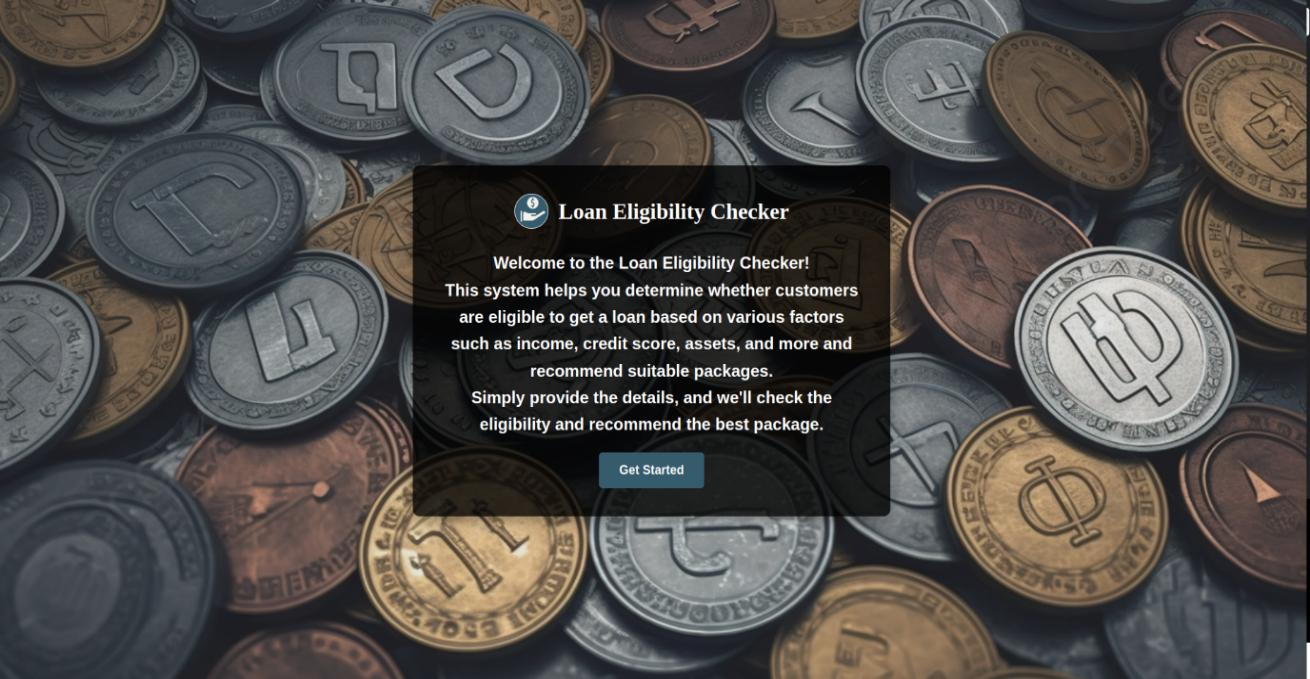 Loan Eligibility Checker
Welcome to the Loan Eligibility Checker!
This system helps you determine whether customers
are eligible to get a loan based on various factors
such as income, credit score, assets, and more and
recommend suitable packages.
Simply provide the details, and we'll check the
eligibility and recommend the best package.
Get Started